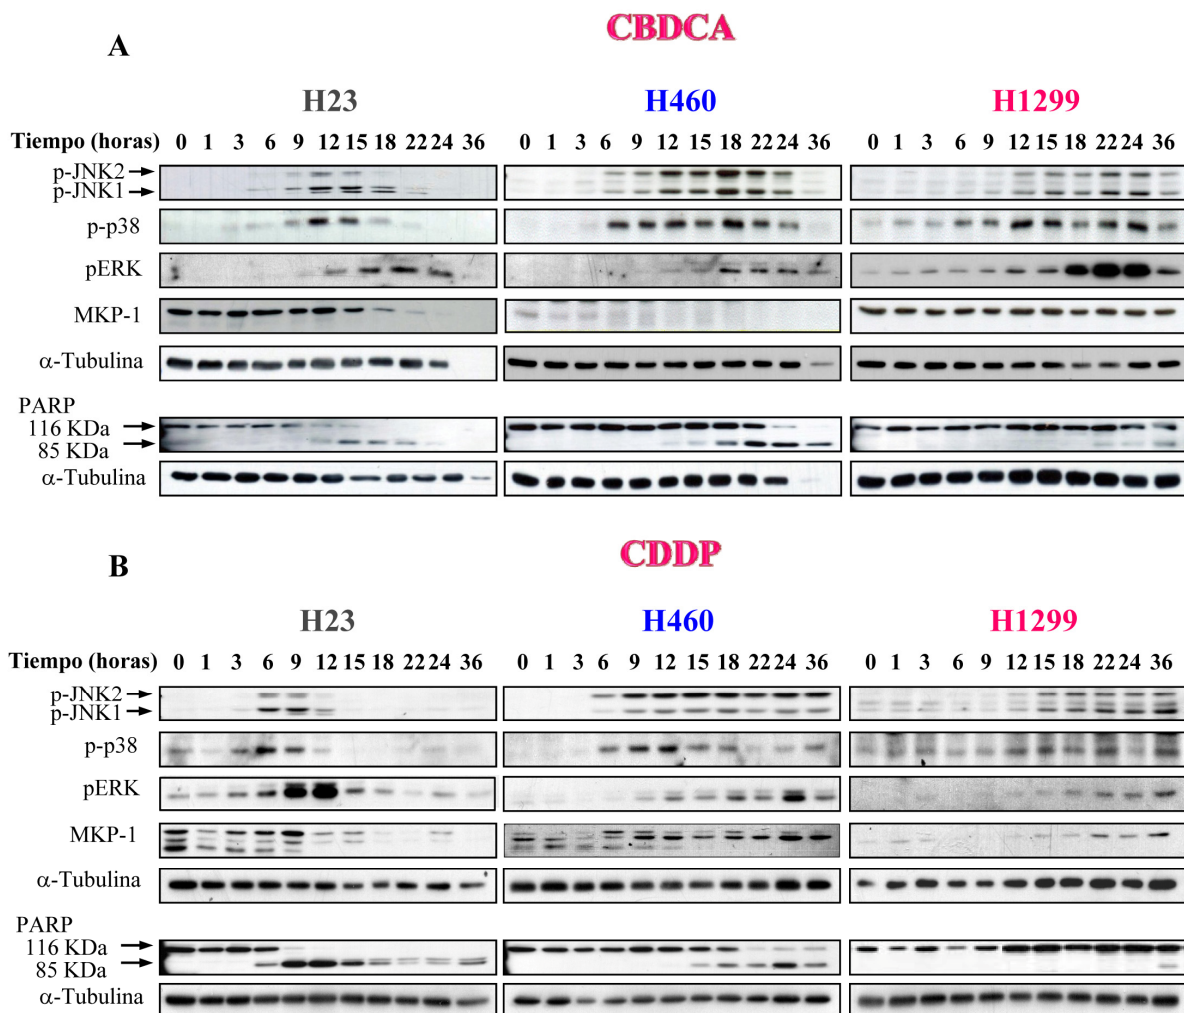 A
CBDCA
H23 H460 H1299
Tiempo (horas) 0 1 3 6 9 12 15 18 22 24 36 0 1 3 6 9 12 15 18 22 24 36 0 1 3 6 9 12 15 18 22 24 36
p-JNK2
p-JNK1
p-p38
pERK
MKP-1
α-Tubulina
PARP
116 KDa
85 KDa
α-Tubulina
B
CDDP
H23 H460 H1299
Tiempo (horas) 0 1 3 6 9 12 15 18 22 24 36 0 1 3 6 9 12 15 18 22 24 36 0 1 3 6 9 12 15 18 22 24 36
p-JNK2
p-JNK1
p-p38
pERK
MKP-1
α-Tubulina
PARP
116 KDa
85 KDa
α-Tubulina